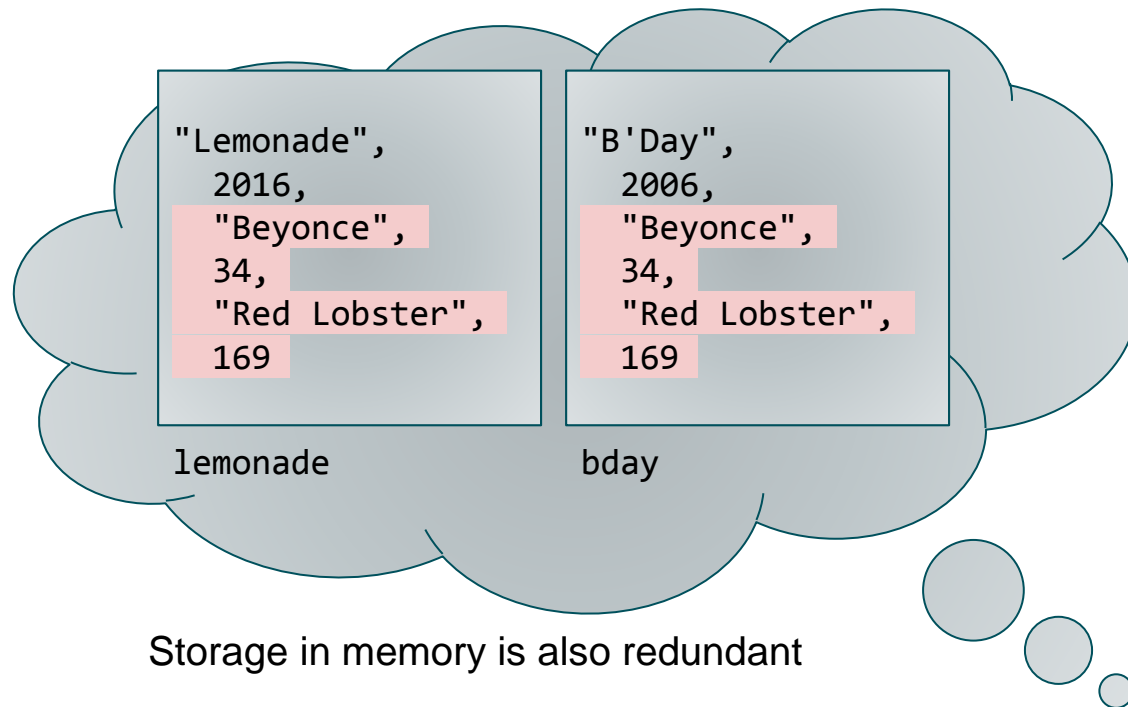 "Lemonade",
2016,
"Beyonce",
34,
"Red Lobster",
169
lemonade
"B'Day",
2006,
"Beyonce",
34,
"Red Lobster",
169
bday
Storage in memory is also redundant